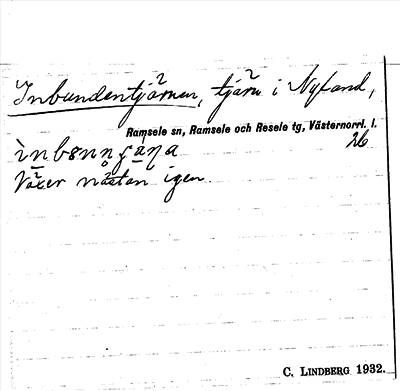 Inbundentjärnen, tjärn i Nyland,
Ramsele sn, Ramsele och Resele tg, Västernorrl. l.
26
Växer nästan igen.
C. LINDBERG 1932.